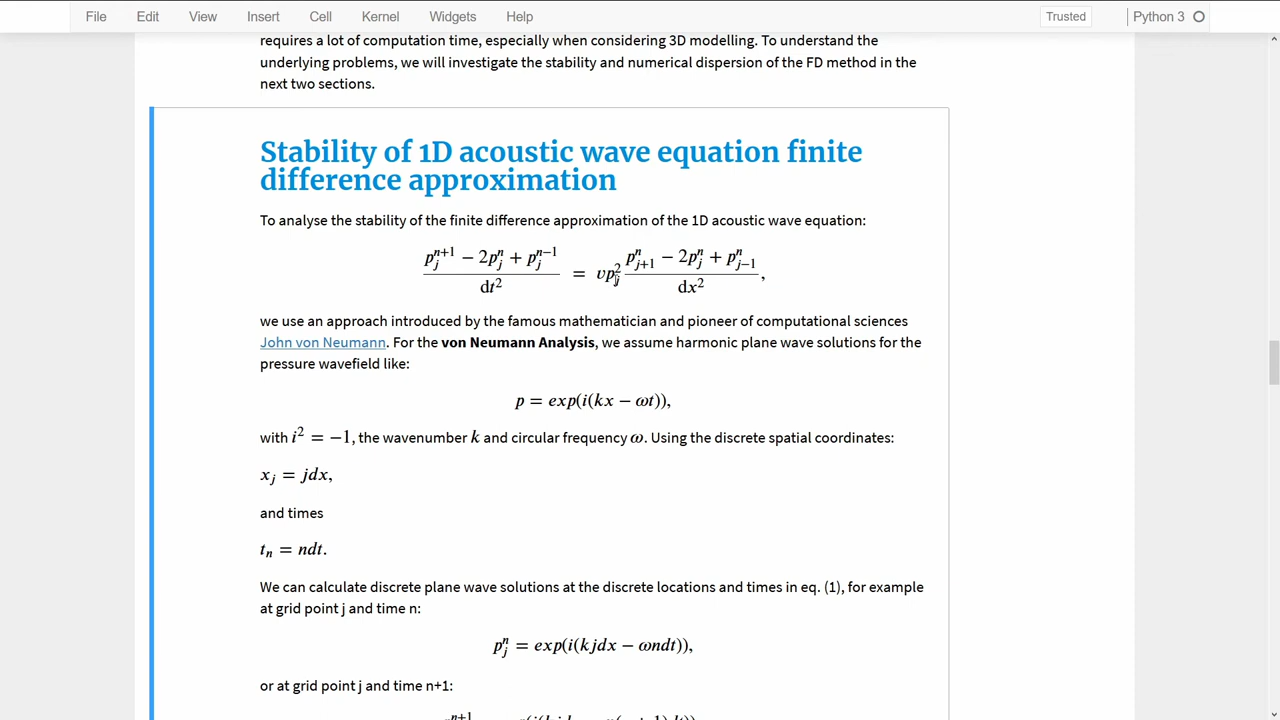 File Edit View Insert Cell Kernel Widgets Help Trusted Python 3
requires a lot of computation time, especially when considering 3D modelling. To understand the
underlying problems, we will investigate the stability and numerical dispersion of the FD method in the
next two sections.
Stability of 1D acoustic wave equation finite
difference approximation
To analyse the stability of the finite difference approximation of the 1D acoustic wave equation:
\frac{p_j^{n+1} − 2p_j^n + p_j^{n−1}}{dt^2} = vp_j^2 \frac{p_{j+1}^n − 2p_j^n + p_{j−1}^n}{dx^2},
we use an approach introduced by the famous mathematician and pioneer of computational sciences
John von Neumann. For the von Neumann Analysis, we assume harmonic plane wave solutions for the
pressure wavefield like:
p = exp(i(kx − ωt)),
with i² = −1, the wavenumber k and circular frequency ω. Using the discrete spatial coordinates:
x_j = jdx,
and times
t_n = ndt.
We can calculate discrete plane wave solutions at the discrete locations and times in eq. (1), for example
at grid point j and time n:
p_j^n = exp(i(kjdx − ωndt)),
or at grid point j and time n+1: